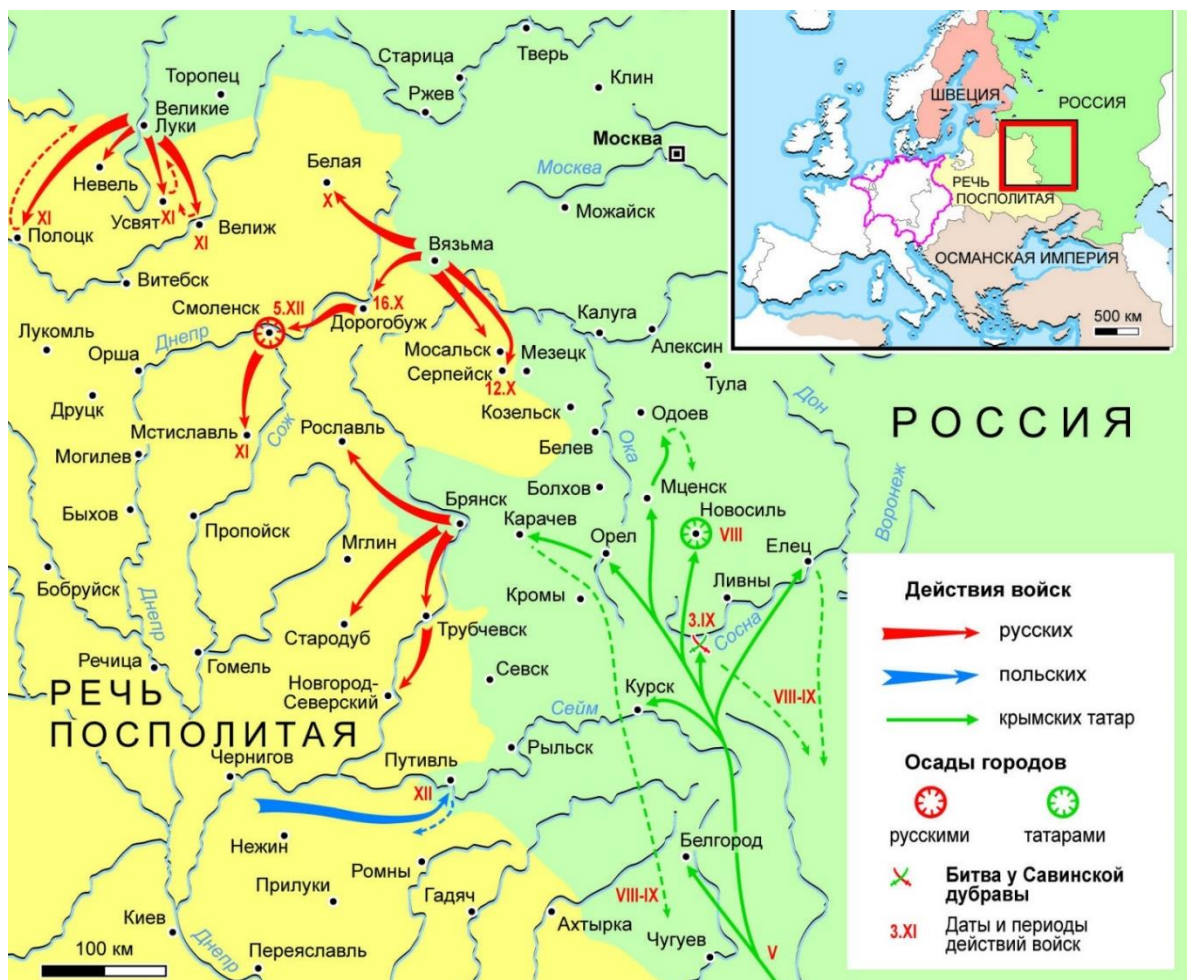 Торопец
Великие
Луки
Невель
Усвят
XI
XI
Полоцк
Велиж
XI
Витебск
Старица
Ржев
Тверь
Клин
Москва
Москва
Можайск
Белая
X
Вязьма
Смоленск
5.XII
16.X
Дорогобуж
Днепр
Лукомль
Орша
Друцк
Мстиславль
XI
Сож
Могилев
Быхов
Пропойск
Бобруйск
Днепр
Речица
Гомель
Мосальск
Серпейск
12.X
Мезецк
Козельск
Калуга
Алексин
Тула
Одоев
Белев
Ока
Дон
Воронеж
РОССИЯ
Рославль
Брянск
Мглин
Стародуб
Трубчевск
Новгород-
Северский
Болхов
Карачев
Орел
Мценск
Новосиль
VIII
Кромы
Ливны
Елец
3.IX
Сосна
Севск
Курск
Сейм
Рыльск
VIII-IX
РЕЧЬ
ПОСПОЛИТАЯ
Чернигов
Путивль
XII
Нежин
Прилуки
Ромны
Гадяч
Киев
Днепр
Переяславль
Белгород
VIII-IX
Ахтырка
Чугуев
V
100 км
ШВЕЦИЯ
РОССИЯ
РЕЧЬ
ПОСПОЛИТАЯ
ОСМАНСКАЯ ИМПЕРИЯ
500 км
Действия войск
русских
польских
крымских татар
Осады городов
русскими
татарами
Битва у Савинской
дубравы
3.XI
Даты и периоды
действий войск